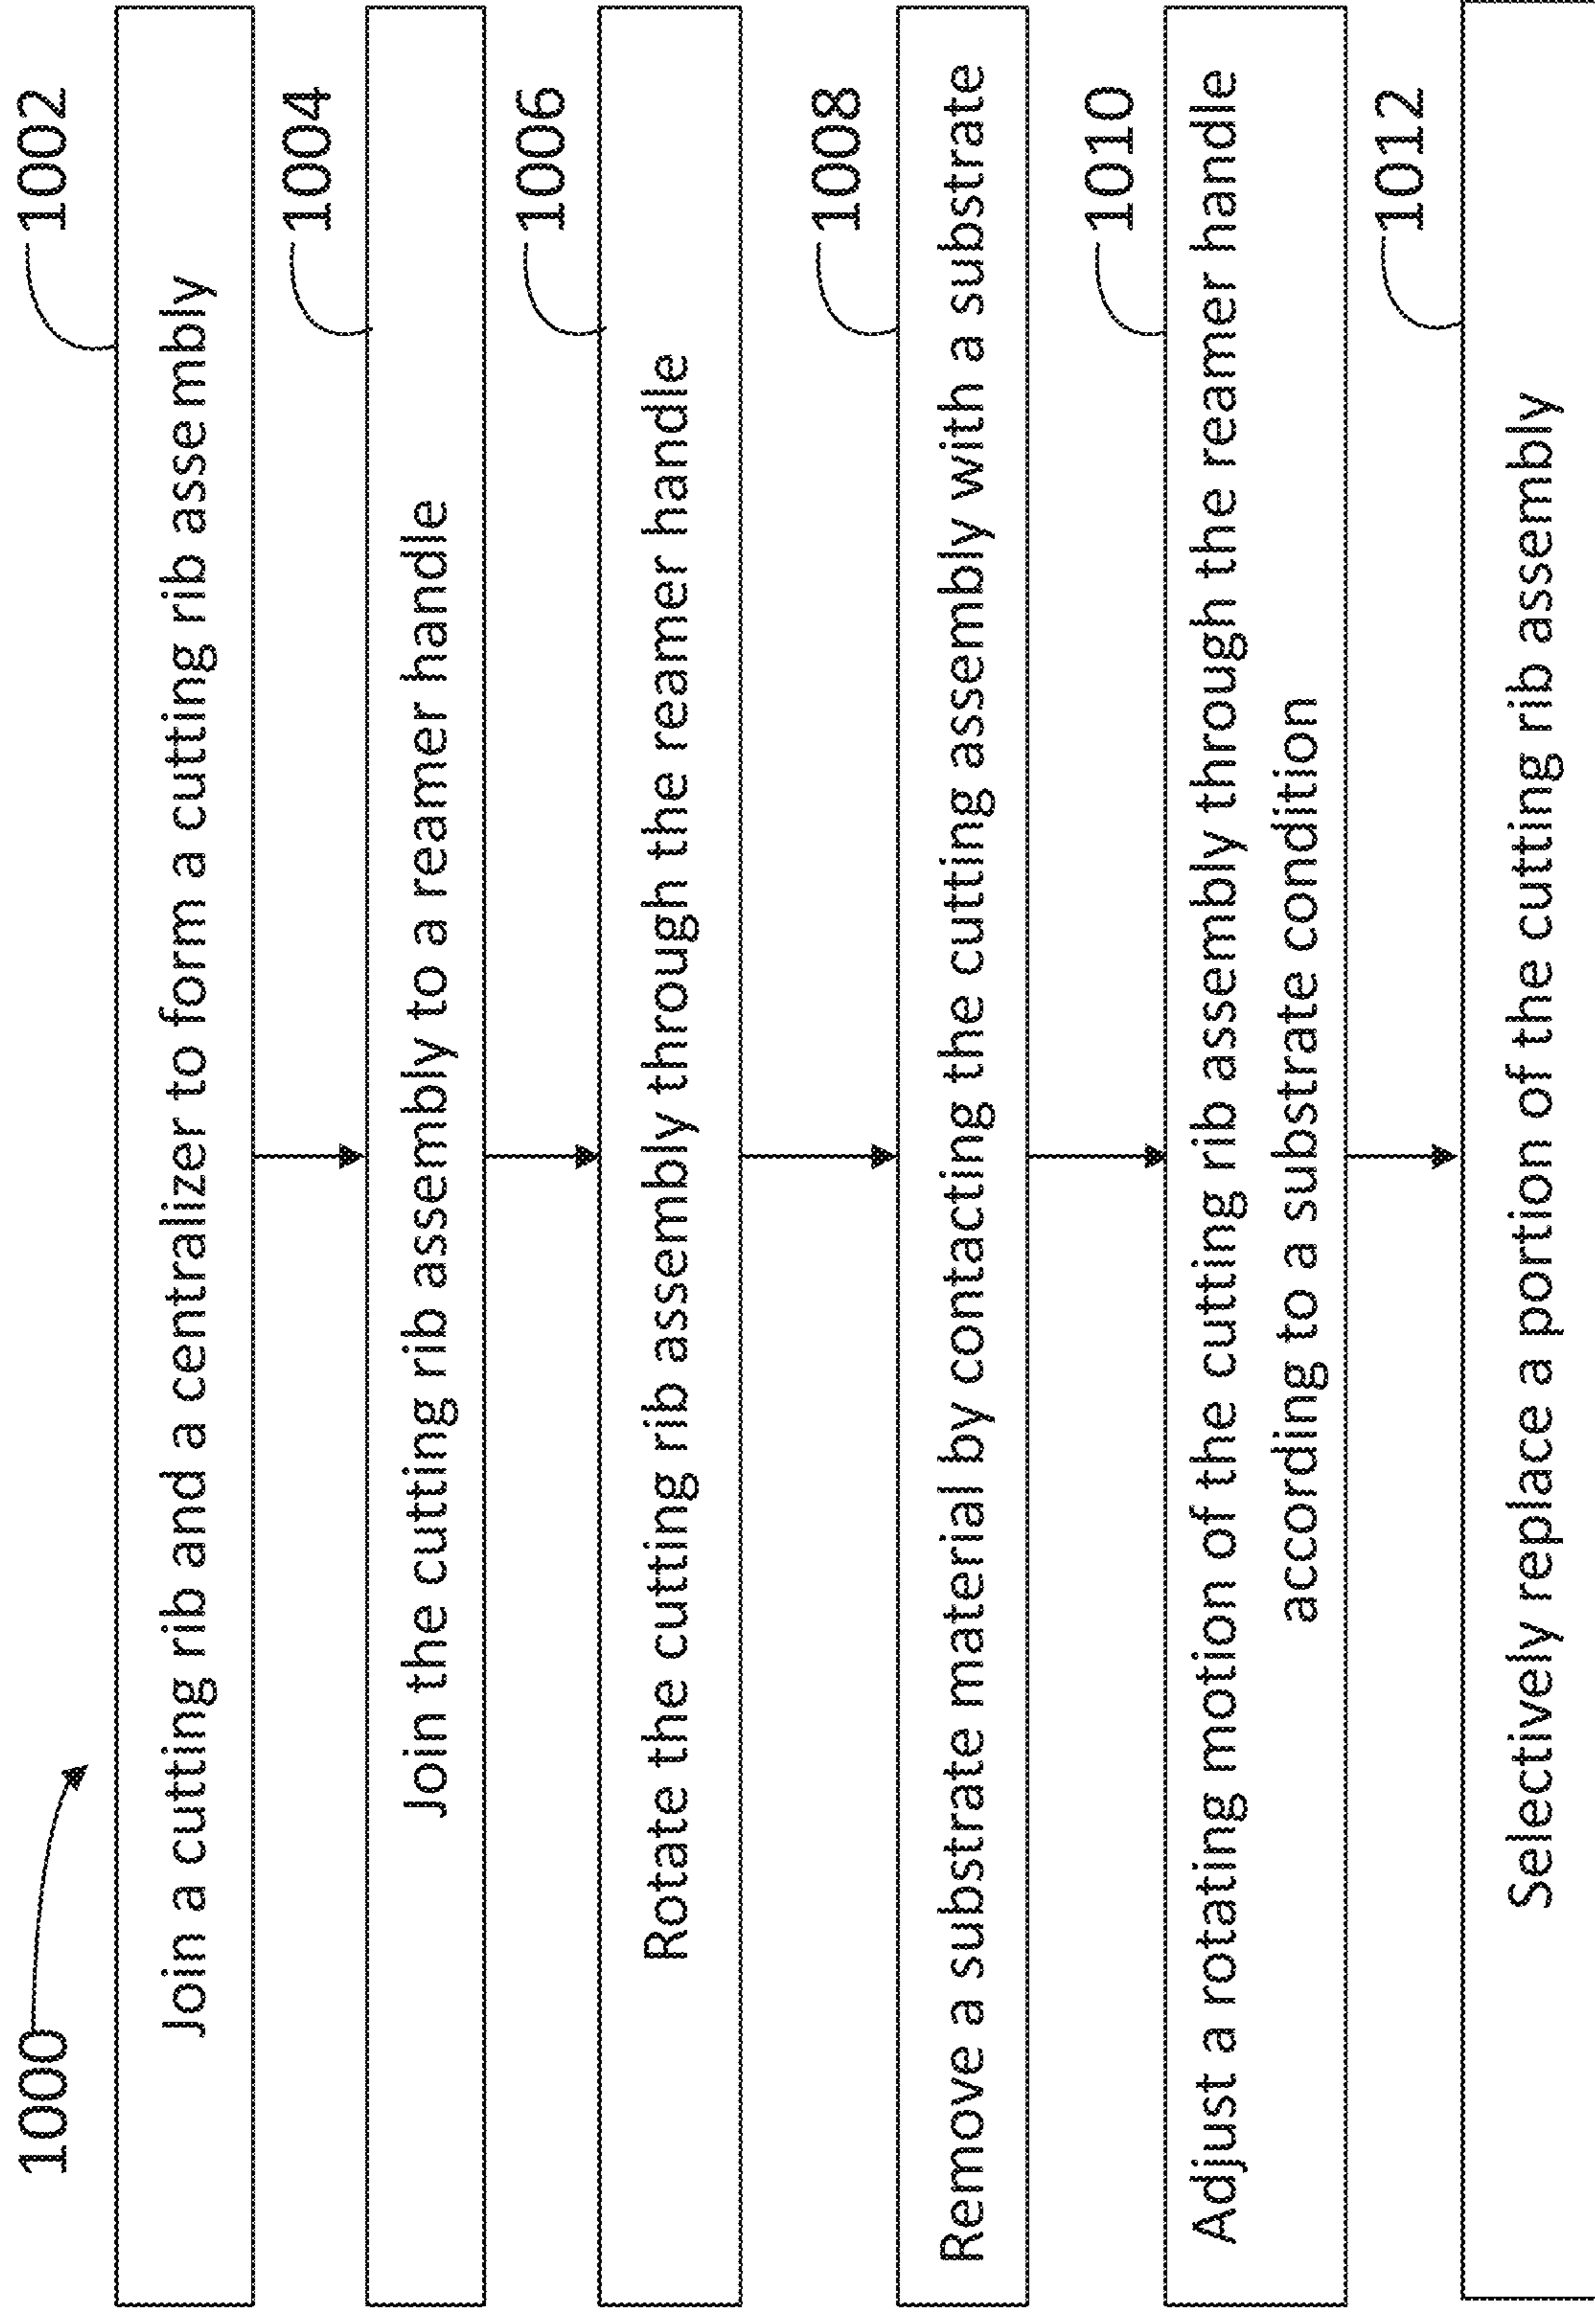 1000
1002
Join a cutting rib and a centralizer to form a cutting rib assembly
1004
Join the cutting rib assembly to a reamer handle
1006
Rotate the cutting rib assembly through the reamer handle
1008
Remove a substrate material by contacting the cutting assembly with a substrate
1010
Adjust a rotating motion of the cutting rib assembly through the reamer handle
according to a substrate condition
1012
Selectively replace a portion of the cutting rib assembly